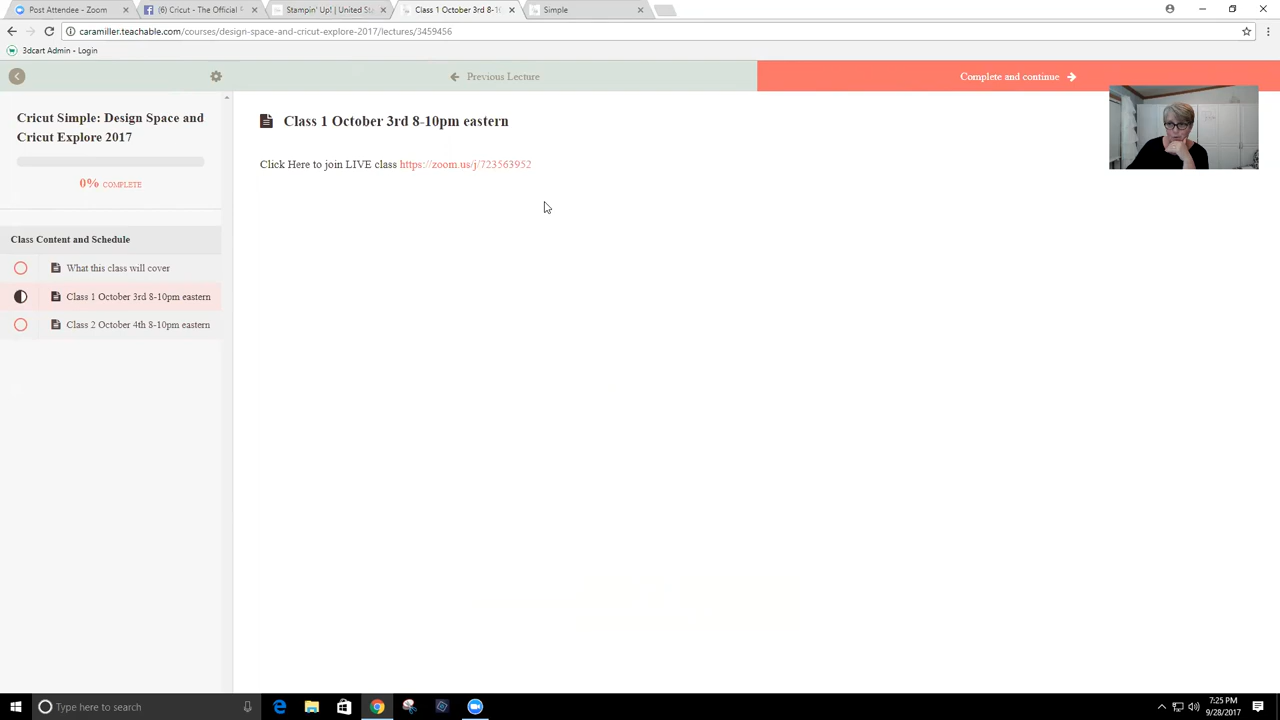 Post Attendee - Zoom
(6) Cricut - The Official
Stampin' Up! | United St
Class 1 October 3rd 8-10
Simple
caramiller.teachable.com/courses/design-space-and-cricut-explore-2017/lectures/3459456
3dcart Admin - Login
Previous Lecture
Complete and continue
Cricut Simple: Design Space and
Cricut Explore 2017
0% COMPLETE
Class Content and Schedule
What this class will cover
Class 1 October 3rd 8-10pm eastern
Class 2 October 4th 8-10pm eastern
Class 1 October 3rd 8-10pm eastern
Click Here to join LIVE class https://zoom.us/j/723563952
Type here to search
7:25 PM
9/28/2017